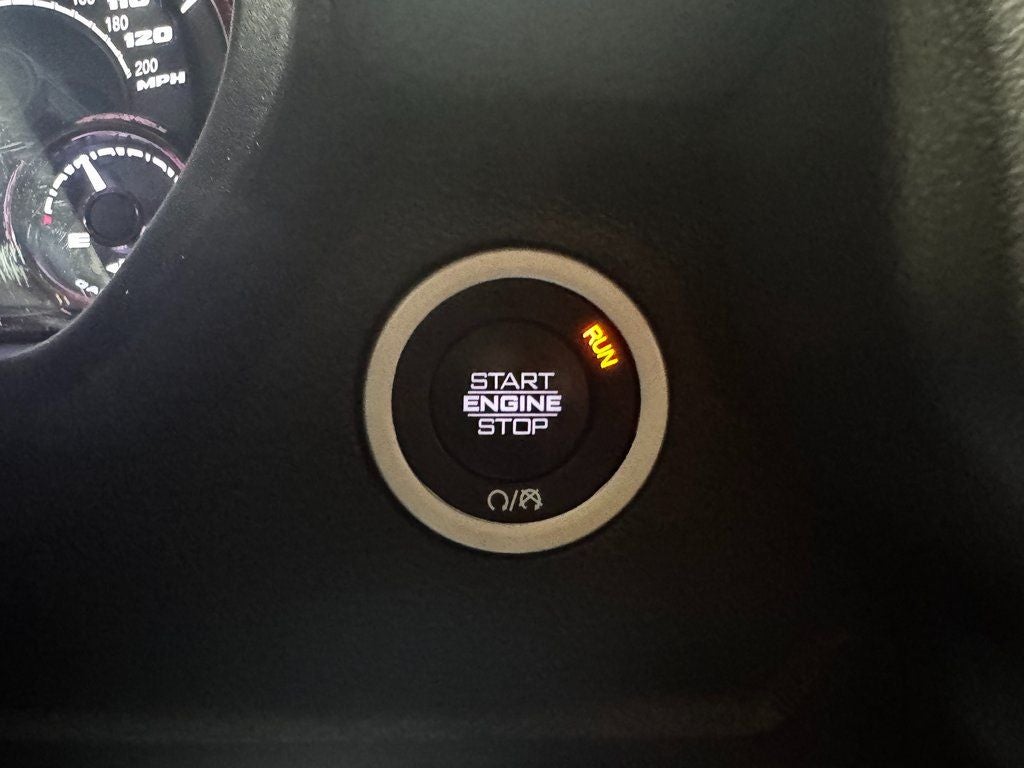 180
120
200
MPH
E
RUN
START
ENGINE
STOP